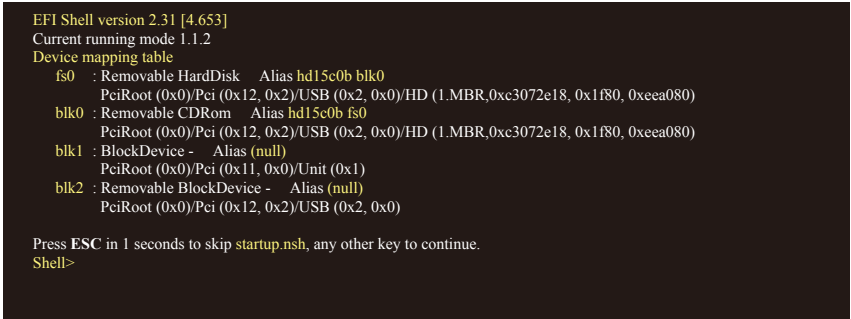 EFI Shell version 2.31 [4.653]
Current running mode 1.1.2
Device mapping table
fs0 : Removable HardDisk Alias hd15c0b blk0
PciRoot (0x0)/Pci (0x12, 0x2)/USB (0x2, 0x0)/HD (1.MBR,0xc3072e18, 0x1f80, 0xeea080)
blk0 : Removable CDRom Alias hd15c0b fs0
PciRoot (0x0)/Pci (0x12, 0x2)/USB (0x2, 0x0)/HD (1.MBR,0xc3072e18, 0x1f80, 0xeea080)
blk1 : BlockDevice - Alias (null)
PciRoot (0x0)/Pci (0x11, 0x0)/Unit (0x1)
blk2 : Removable BlockDevice - Alias (null)
PciRoot (0x0)/Pci (0x12, 0x2)/USB (0x2, 0x0)
Press ESC in 1 seconds to skip startup.nsh, any other key to continue.
Shell>